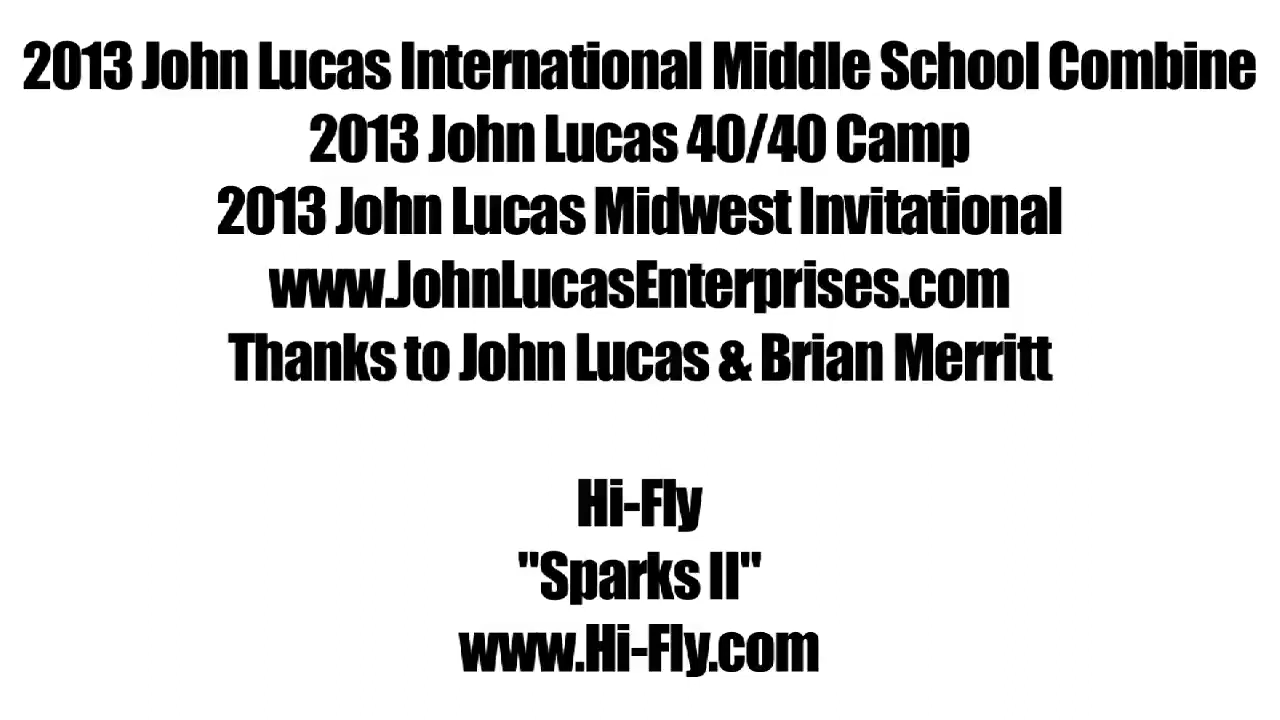 2013 John Lucas International Middle School Combine
2013 John Lucas 40/40 Camp
2013 John Lucas Midwest Invitational
www.JohnLucasEnterprises.com
Thanks to John Lucas & Brian Merritt
Hi-Fly
"Sparks II"
www.Hi-Fly.com